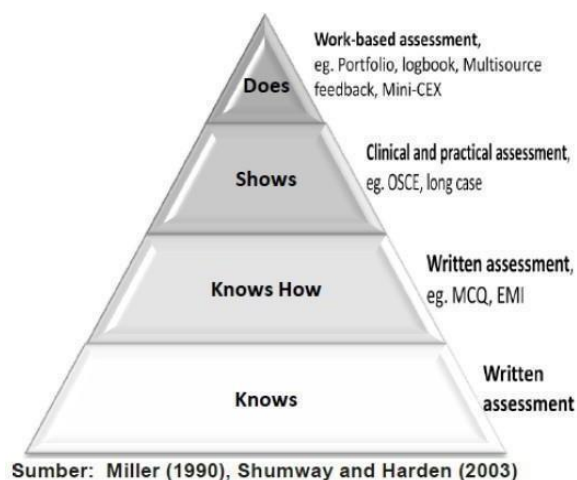 Work-based assessment,
eg. Portfolio, logbook, Multisource
feedback, Mini-CEX
Does
Clinical and practical assessment,
eg. OSCE, long case
Shows
Written assessment,
eg. MCQ, EMI
Knows How
Written
assessment
Knows
Sumber: Miller (1990), Shumway and Harden (2003)